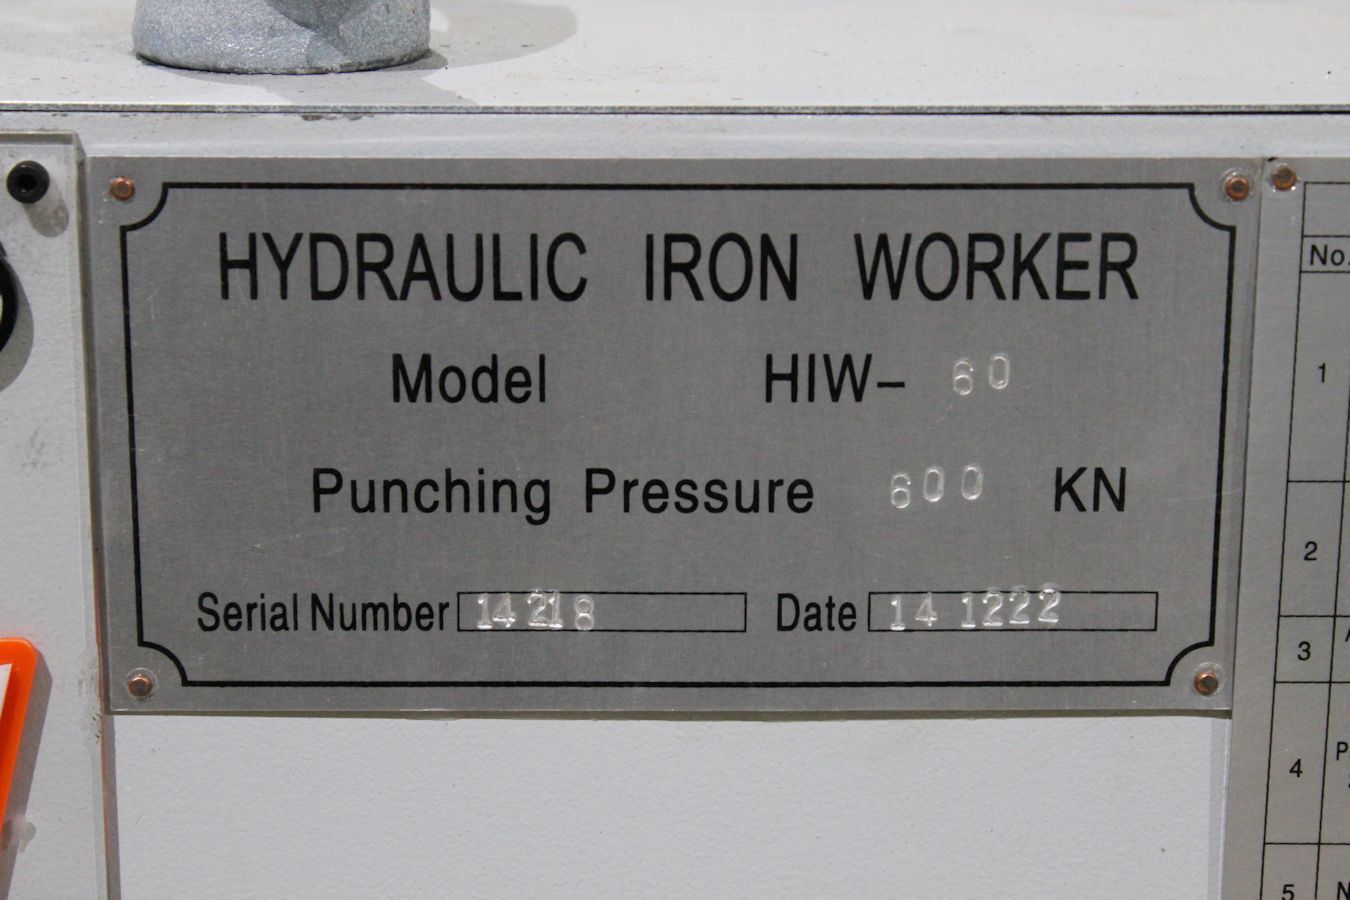 HYDRAULIC IRON WORKER
Model HIW- 60
Punching Pressure 600 KN
Serial Number 14218 Date 14 1222
No.
1
2
3
4
5